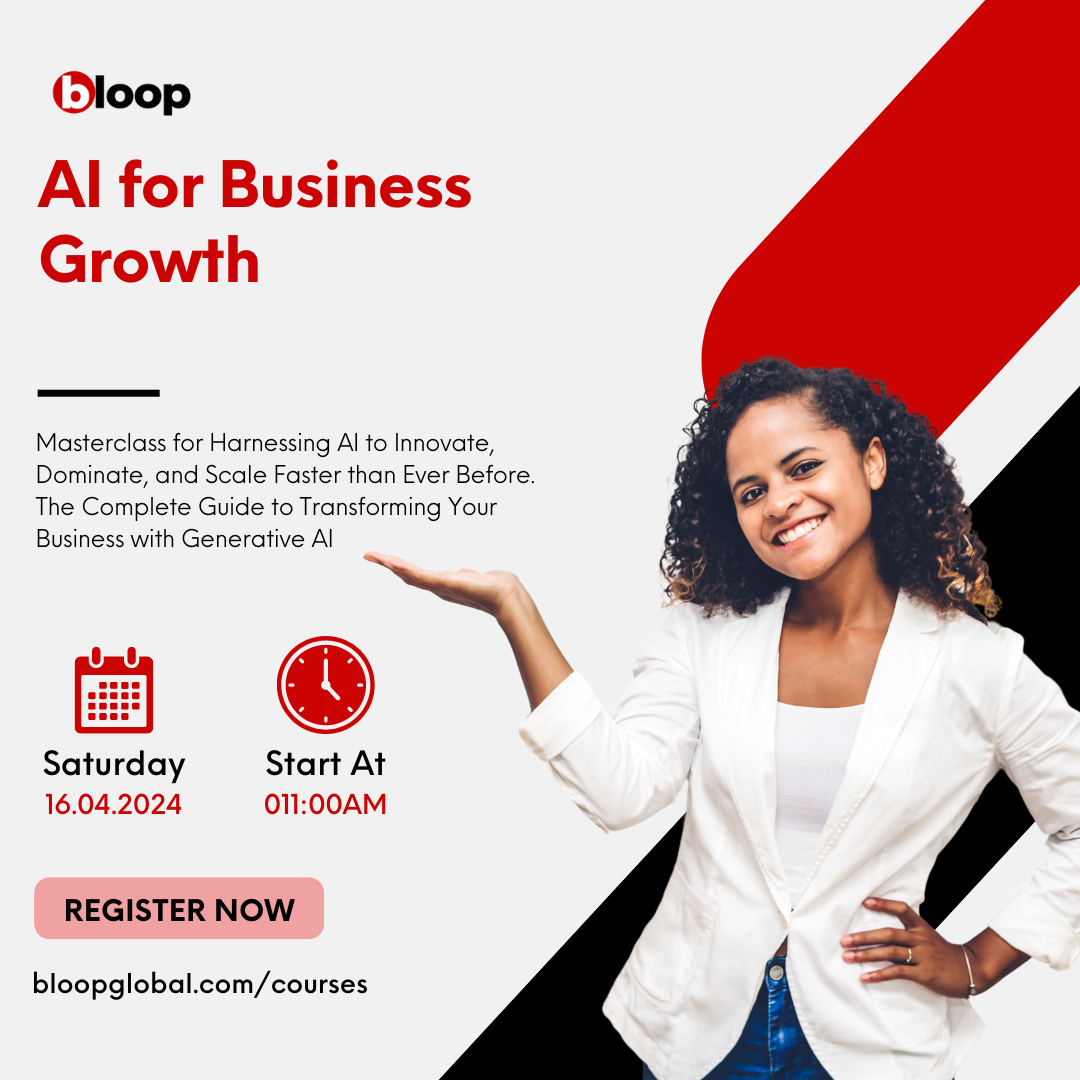 bloop
AI for Business
Growth
Masterclass for Harnessing AI to Innovate,
Dominate, and Scale Faster than Ever Before.
The Complete Guide to Transforming Your
Business with Generative AI
Saturday
16.04.2024
Start At
011:00AM
REGISTER NOW
bloopglobal.com/courses